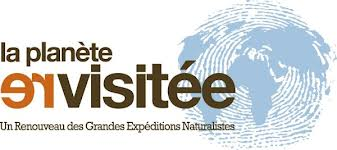 la planète
revisitée
Un Renouveau des Grandes Expéditions Naturalistes